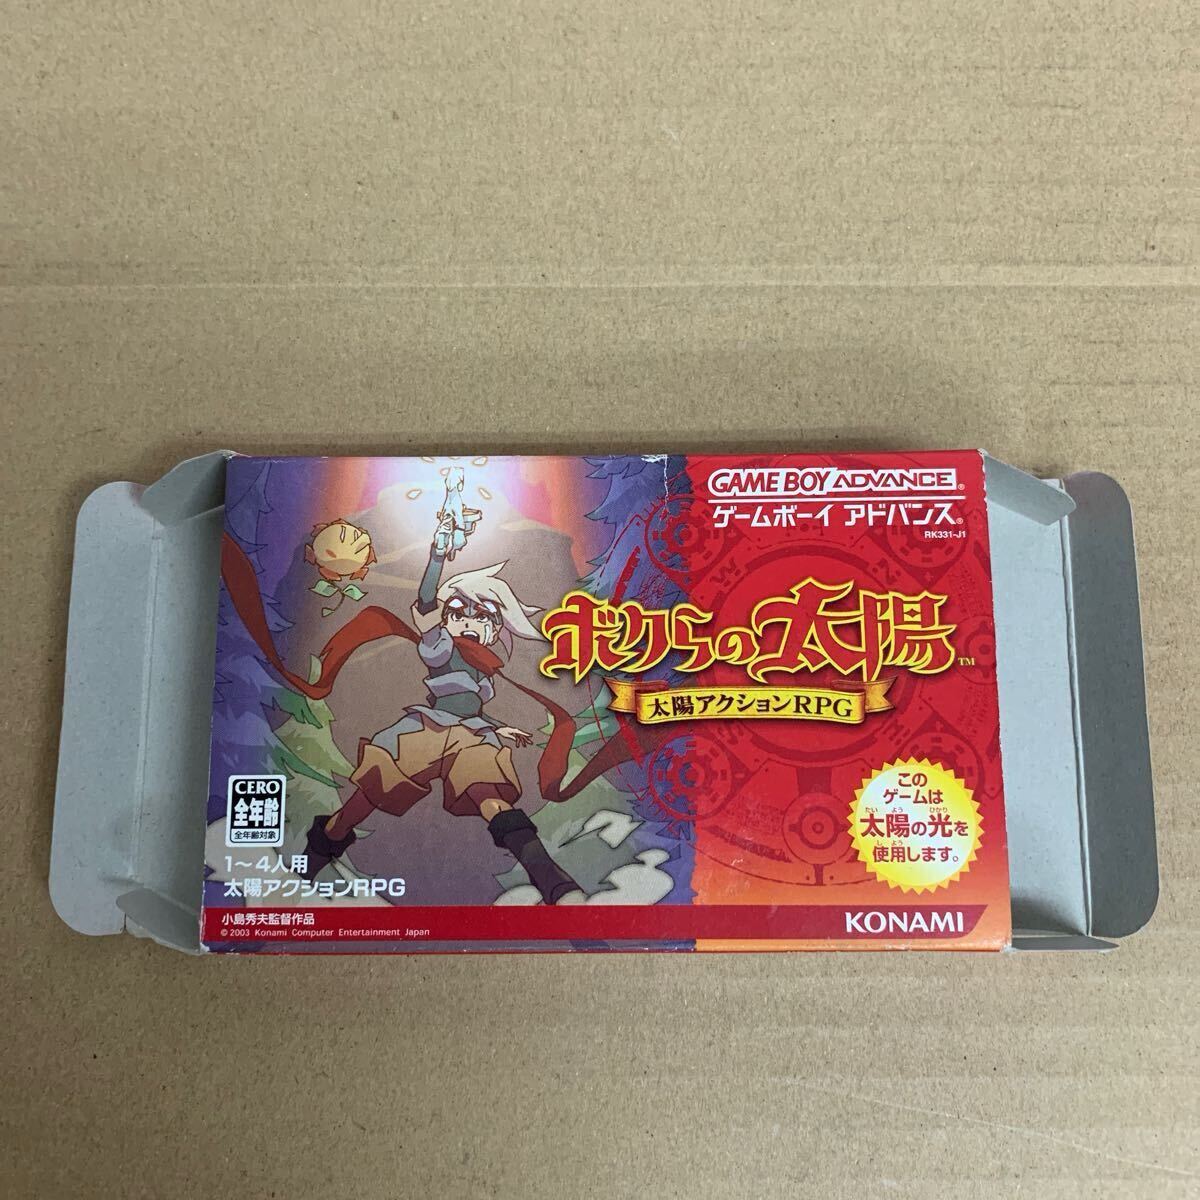 GAME BOY ADVANCE®
ゲームボーイ アドバンス®
RK331-J1
ボクらの太陽™
太陽アクションRPG
この
ゲームは
たいよう ひかり
太陽の光を
しよう
使用します。
CERO
全年齢
全年齢対象
1〜4人用
太陽アクションRPG
小島秀夫監督作品
© 2003 Konami Computer Entertainment Japan
KONAMI